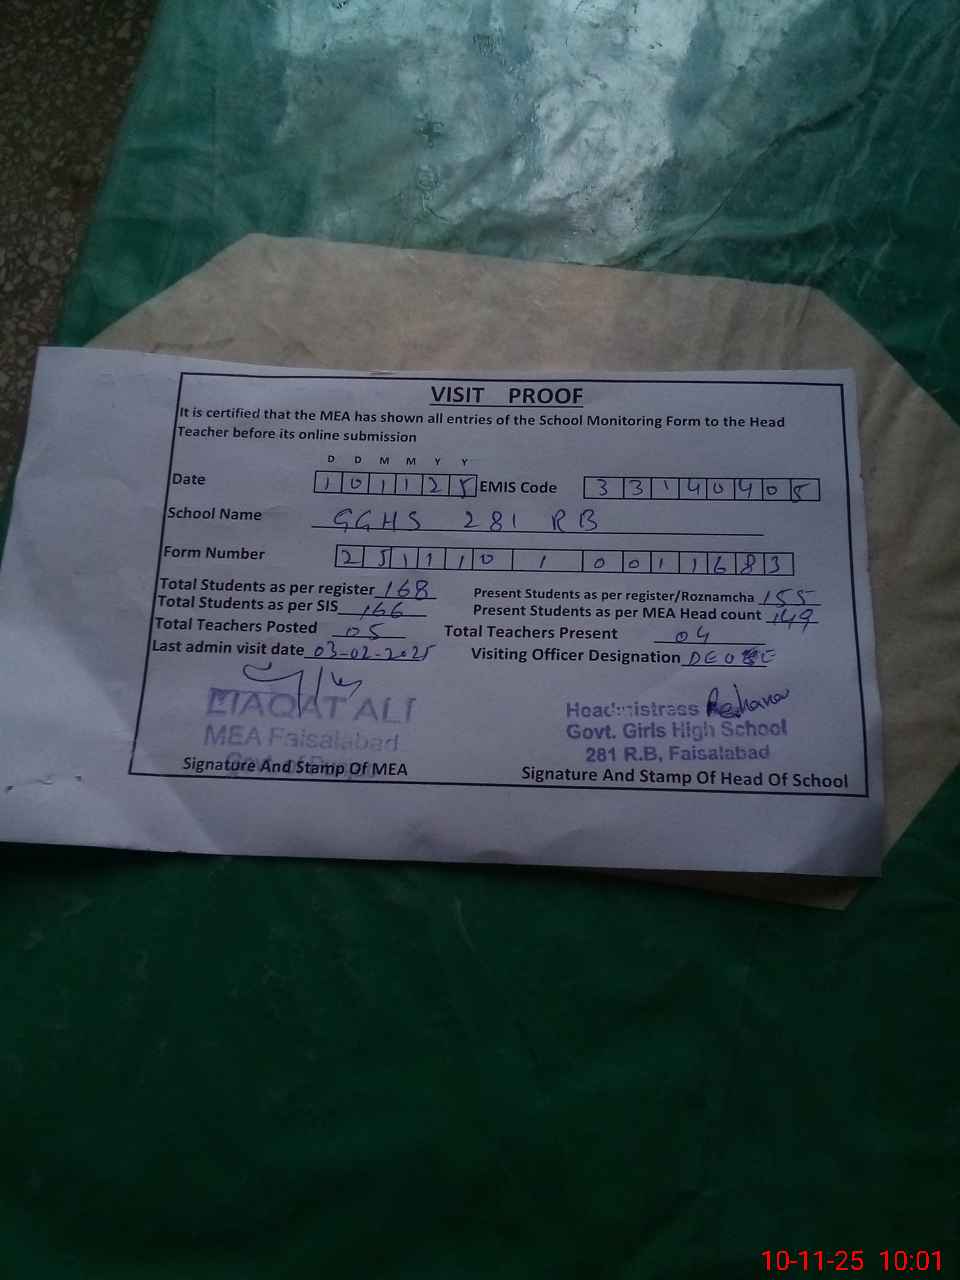 VISIT PROOF
It is certified that the MEA has shown all entries of the School Monitoring Form to the Head
Teacher before its online submission
D D M M Y Y
Date 1 0 1 1 2 5 EMIS Code 3 3 1 4 0 4 0 5
School Name GGHS 281 RB
Form Number 2 5 1 1 1 0 1 0 0 1 1 6 8 3
Total Students as per register 168 Present Students as per register/Roznamcha 155
Total Students as per SIS 166 Present Students as per MEA Head count 149
Total Teachers Posted 05 Total Teachers Present 04
Last admin visit date 03-02-2025 Visiting Officer Designation DEO
LIAQAT ALI Headmistress Rehana
MEA Faisalabad Govt. Girls High School
281 R.B, Faisalabad
Signature And Stamp Of MEA Signature And Stamp Of Head Of School
10-11-25 10:01